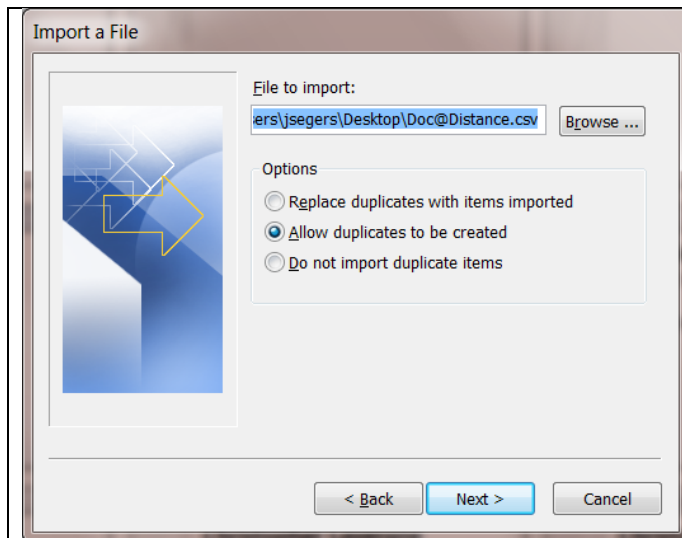 Import a File
File to import:
ers\jsegers\Desktop\Doc@Distance.csv
Browse ...
Options
Replace duplicates with items imported
Allow duplicates to be created
Do not import duplicate items
< Back
Next >
Cancel